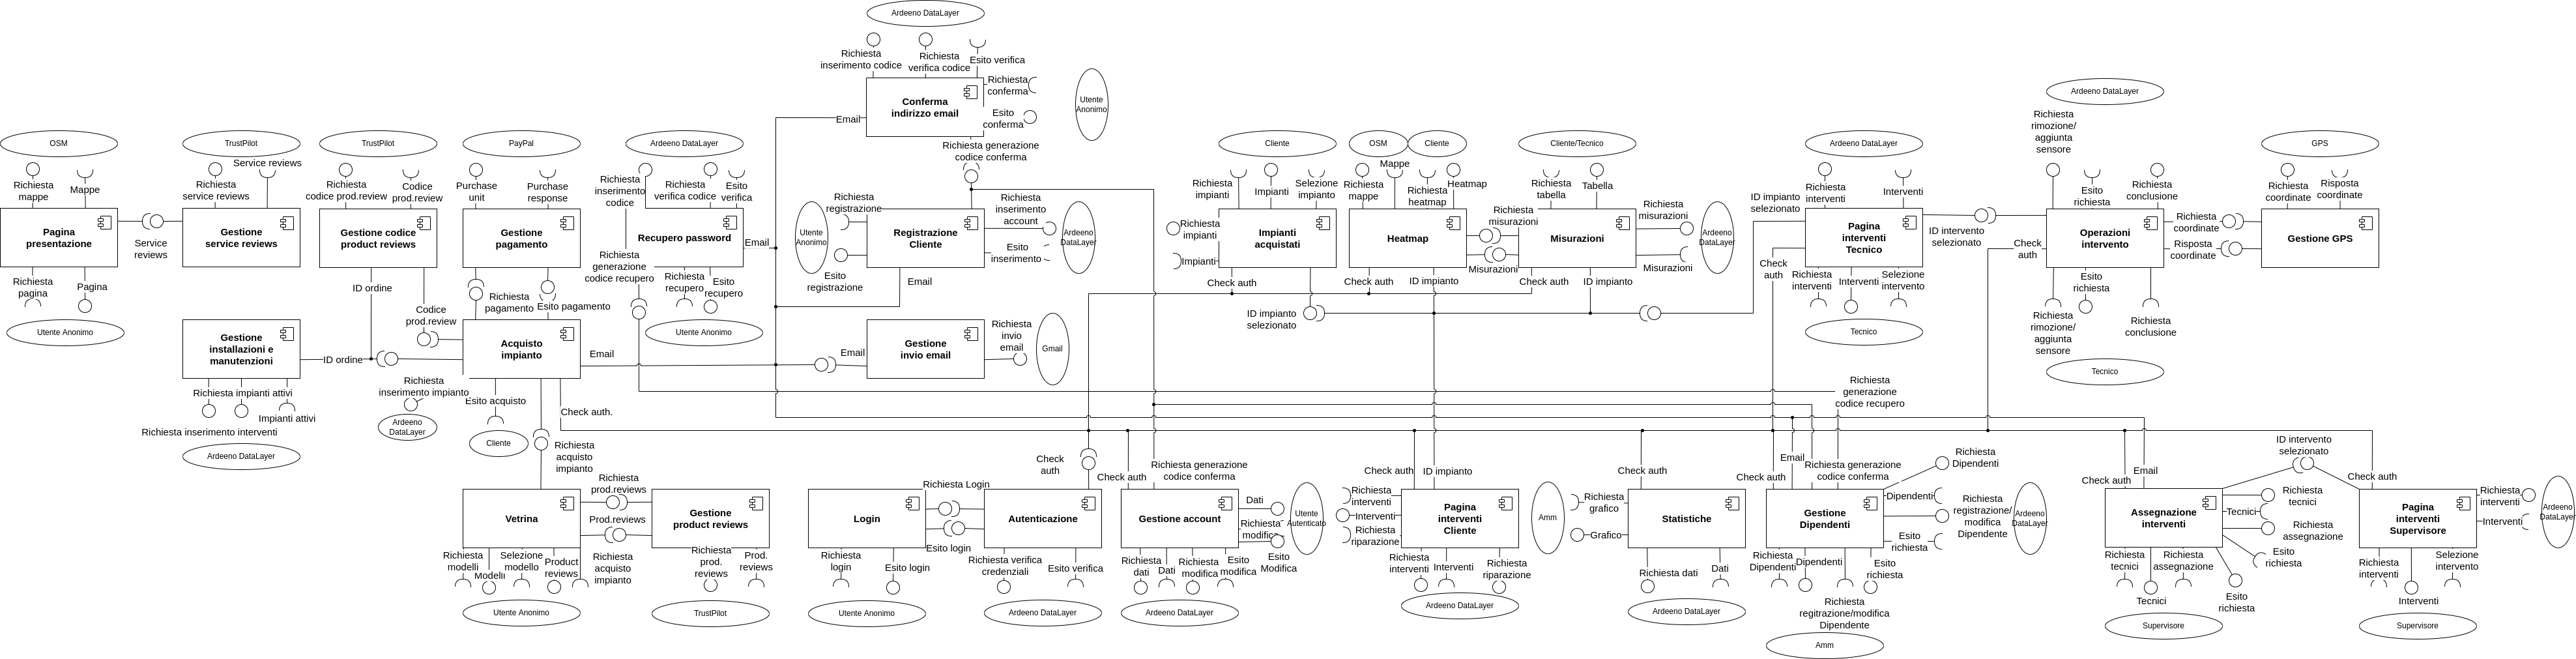 Ardeeno DataLayer
Richiesta
inserimento codice
Richiesta
verifica codice
Esito verifica
Richiesta
conferma
Conferma
indirizzo email
Email
Esito
conferma
Utente
Anonimo
Richiesta generazione
codice conferma
OSM
Richiesta
mappe
Mappe
Pagina
presentazione
Richiesta
pagina
Pagina
Utente Anonimo
Service
reviews
TrustPilot
Service reviews
Richiesta
service reviews
Gestione
service reviews
TrustPilot
Richiesta
codice prod.review
Codice
prod.review
Gestione codice
product reviews
ID ordine
Codice
prod.review
PayPal
Purchase
unit
Purchase
response
Gestione
pagamento
Richiesta
pagamento
Esito pagamento
Ardeeno DataLayer
Richiesta
inserimento
codice
Richiesta
verifica codice
Esito
verifica
Recupero password
Email
Richiesta
generazione
codice recupero
Richiesta
recupero
Esito
recupero
Utente Anonimo
Richiesta
registrazione
Utente
Anonimo
Registrazione
Cliente
Esito
registrazione
Email
Richiesta
inserimento
account
Esito
inserimento
Ardeeno
DataLayer
Cliente
Richiesta
impianti
Impianti
Selezione
impianto
Richiesta
impianti
Impianti
Impianti
acquistati
Check auth
ID impianto
selezionato
OSM
Cliente
Richiesta
mappe
Mappe
Richiesta
heatmap
Heatmap
Heatmap
Check auth
ID impianto
Richiesta
misurazioni
Misurazioni
Cliente/Tecnico
Richiesta
tabella
Tabella
Misurazioni
Check auth
ID impianto
Richiesta
misurazioni
Misurazioni
Ardeeno
DataLayer
ID impianto
selezionato
Ardeeno DataLayer
Richiesta
interventi
Interventi
Pagina
interventi
Tecnico
Check
auth
Richiesta
interventi
Interventi
Selezione
intervento
Tecnico
ID intervento
selezionato
Ardeeno DataLayer
Richiesta
rimozione/
aggiunta
sensore
Esito
richiesta
Richiesta
conclusione
Operazioni
intervento
Check
auth
Richiesta
rimozione/
aggiunta
sensore
Esito
richiesta
Richiesta
conclusione
Tecnico
Richiesta
coordinate
Risposta
coordinate
GPS
Richiesta
coordinate
Risposta
coordinate
Gestione GPS
Gestione
installazioni e
manutenzioni
ID ordine
Richiesta impianti attivi
Impianti attivi
Richiesta inserimento interventi
Ardeeno DataLayer
Acquisto
impianto
Email
Richiesta
inserimento impianto
Ardeeno
DataLayer
Esito acquisto
Cliente
Check auth.
Richiesta
acquisto
impianto
Email
Gestione
invio email
Richiesta
invio
email
Gmail
Richiesta
generazione
codice recupero
Vetrina
Richiesta
modelli
Modelli
Selezione
modello
Product
reviews
Richiesta
acquisto
impianto
Utente Anonimo
Richiesta
prod.reviews
Prod.reviews
Gestione
product reviews
Richiesta
prod.
reviews
Prod.
reviews
TrustPilot
Login
Richiesta
login
Esito login
Utente Anonimo
Richiesta Login
Esito login
Check
auth
Autenticazione
Richiesta verifica
credenziali
Esito verifica
Ardeeno DataLayer
Check auth
Richiesta generazione
codice conferma
Gestione account
Dati
Richiesta
modifica
Esito
Modifica
Utente
Autenticato
Richiesta
dati
Dati
Richiesta
modifica
Esito
modifica
Ardeeno DataLayer
Check auth
ID impianto
Richiesta
interventi
Interventi
Richiesta
riparazione
Pagina
interventi
Cliente
Richiesta
interventi
Interventi
Richiesta
riparazione
Ardeeno DataLayer
Amm
Richiesta
grafico
Grafico
Check auth
Statistiche
Richiesta dati
Dati
Ardeeno DataLayer
Check auth
Email
Richiesta generazione
codice conferma
Gestione
Dipendenti
Richiesta
Dipendenti
Dipendenti
Richiesta
registrazione/
modifica
Dipendente
Esito
richiesta
Ardeeno
DataLayer
Richiesta
Dipendenti
Dipendenti
Richiesta
regitrazione/modifica
Dipendente
Esito
richiesta
Amm
Check auth
Email
Assegnazione
interventi
Richiesta
tecnici
Tecnici
Richiesta
assegnazione
Esito
richiesta
Richiesta
tecnici
Tecnici
Richiesta
assegnazione
Esito
richiesta
Supervisore
ID intervento
selezionato
Check auth
Pagina
interventi
Supervisore
Richiesta
interventi
Interventi
Ardeeno
DataLayer
Richiesta
interventi
Interventi
Selezione
intervento
Supervisore